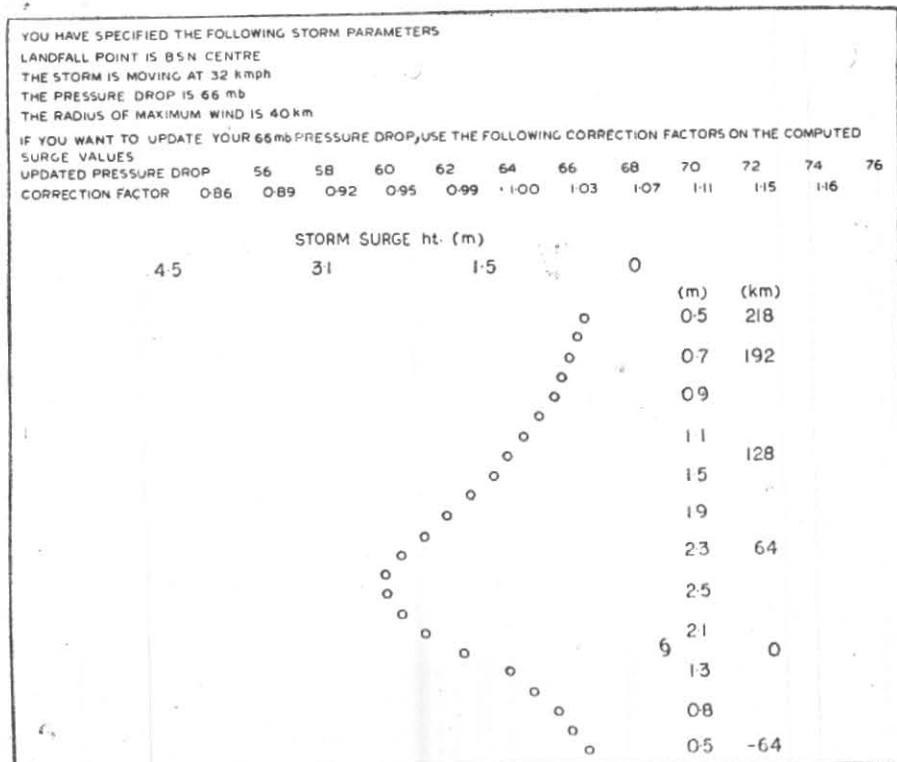 YOU HAVE SPECIFIED THE FOLLOWING STORM PARAMETERS
LANDFALL POINT IS BSN CENTRE
THE STORM IS MOVING AT 32 kmph
THE PRESSURE DROP IS 66 mb
THE RADIUS OF MAXIMUM WIND IS 40 km
IF YOU WANT TO UPDATE YOUR 66mb PRESSURE DROP, USE THE FOLLOWING CORRECTION FACTORS ON THE COMPUTED
SURGE VALUES
UPDATED PRESSURE DROP 56 58 60 62 64 66 68 70 72 74 76
CORRECTION FACTOR 0·86 0·89 0·92 0·95 0·99 1·00 1·03 1·07 1·11 1·15 1·16
STORM SURGE ht. (m)
4·5 3·1 1·5 0
(m) (km)
0·5 218
0·7 192
0·9
1·1
128
1·5
1·9
2·3 64
2·5
2·1
0
1·3
0·8
0·5 -64